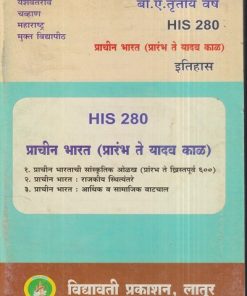 यशवंतराव
चव्हाण
महाराष्ट्र
मुक्त विद्यापीठ
बी.ए.तृतीय वर्ष
HIS 280
प्राचीन भारत (प्रारंभ ते यादव काळ)
इतिहास
HIS 280
प्राचीन भारत (प्रारंभ ते यादव काळ)
१. प्राचीन भारताची सांस्कृतिक ओळख (प्रारंभ ते ख्रिस्तपूर्व ६००)
२. प्राचीन भारत : राजकीय स्थित्यंतरे
३. प्राचीन भारत : आर्थिक व सामाजिक वाटचाल
विद्यावती प्रकाशन, लातूर